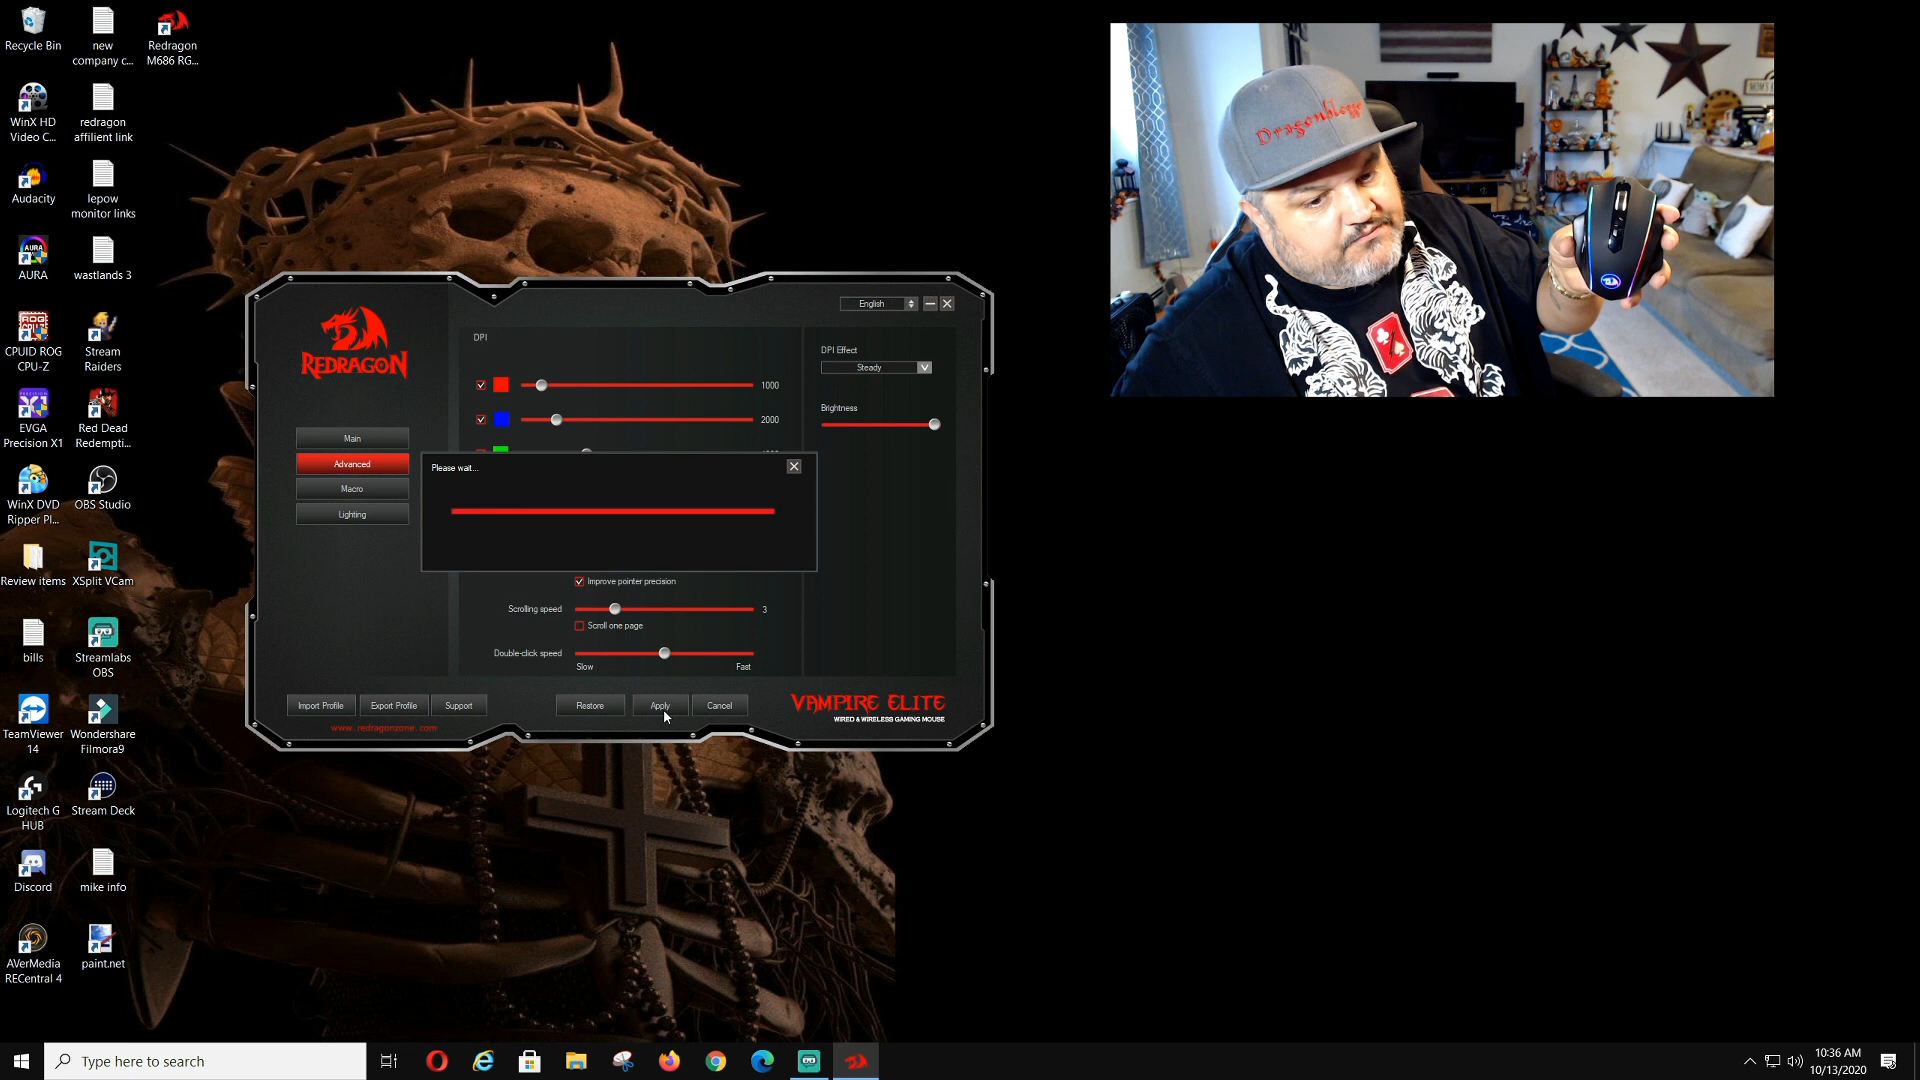 Recycle Bin
new
company c...
Redragon
M686 RG...
WinX HD
Video C...
redragon
affilient link
Audacity
lepow
monitor links
AURA
AURA
wastlands 3
CPUID ROG
CPU-Z
Stream
Raiders
PRECISION
X1
EVGA
Precision X1
Red Dead
Redempti...
WinX DVD
Ripper Pl...
OBS Studio
Review items
XSplit VCam
bills
Streamlabs
OBS
TeamViewer
14
Wondershare
Filmora9
Logitech G
HUB
Stream Deck
Discord
mike info
AVerMedia
RECentral 4
paint.net
REDRAGON
English
DPI
1000
2000
DPI Effect
Steady
Brightness
Main
Advanced
Macro
Lighting
Please wait...
Improve pointer precision
Scrolling speed
3
Scroll one page
Double-click speed
Slow
Fast
Import Profile
Export Profile
Support
Restore
Apply
Cancel
VAMPIRE ELITE
WIRED & WIRELESS GAMING MOUSE
www.redragonzone.com
Dragonblogger
Type here to search
10:36 AM
10/13/2020